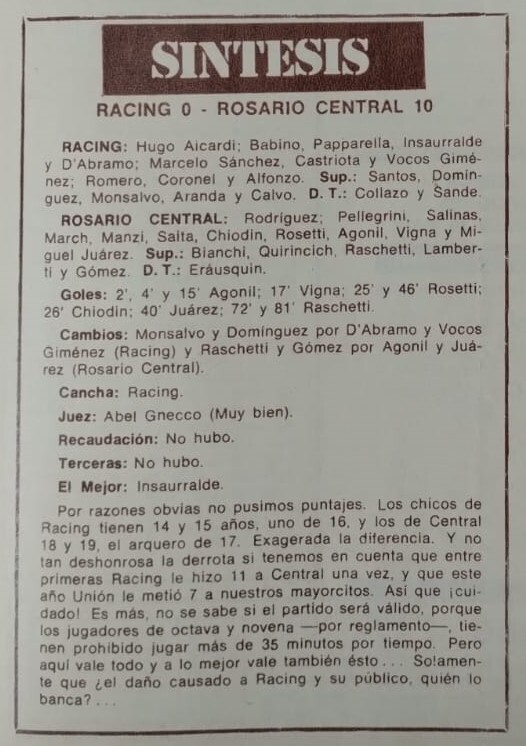 SINTESIS
RACING 0 - ROSARIO CENTRAL 10
RACING: Hugo Aicardi; Babino, Papparella, Insaurralde
y D'Abramo; Marcelo Sánchez, Castriota y Vocos Gimé-
nez; Romero, Coronel y Alfonzo. Sup.: Santos, Domín-
guez, Monsalvo, Aranda y Calvo. D. T.: Collazo y Sande.
ROSARIO CENTRAL: Rodríguez; Pellegrini, Salinas,
March, Manzi, Saita, Chiodin, Rosetti, Agonil, Vigna y Mi-
guel Juárez. Sup.: Bianchi, Quirincich, Raschetti, Lamber-
ti y Gómez. D. T.: Eráusquin.
Goles: 2', 4' y 15' Agonil; 17' Vigna; 25' y 46' Rosetti;
26' Chiodin; 40' Juárez; 72' y 81' Raschetti.
Cambios: Monsalvo y Domínguez por D'Abramo y Vocos
Giménez (Racing) y Raschetti y Gómez por Agonil y Juá-
rez (Rosario Central).
Cancha: Racing.
Juez: Abel Gnecco (Muy bien).
Recaudación: No hubo.
Terceras: No hubo.
El Mejor: Insaurralde.
Por razones obvias no pusimos puntajes. Los chicos de
Racing tienen 14 y 15 años, uno de 16, y los de Central
18 y 19, el arquero de 17. Exagerada la diferencia. Y no
tan deshonrosa la derrota si tenemos en cuenta que entre
primeras Racing le hizo 11 a Central una vez, y que este
año Unión le metió 7 a nuestros mayorcitos. Así que ¡cui-
dado! Es más, no se sabe si el partido será válido, porque
los jugadores de octava y novena —por reglamento—, tie-
nen prohibido jugar más de 35 minutos por tiempo. Pero
aquí vale todo y a lo mejor vale también ésto... Solamen-
te que ¿el daño causado a Racing y su público, quién lo
banca?...